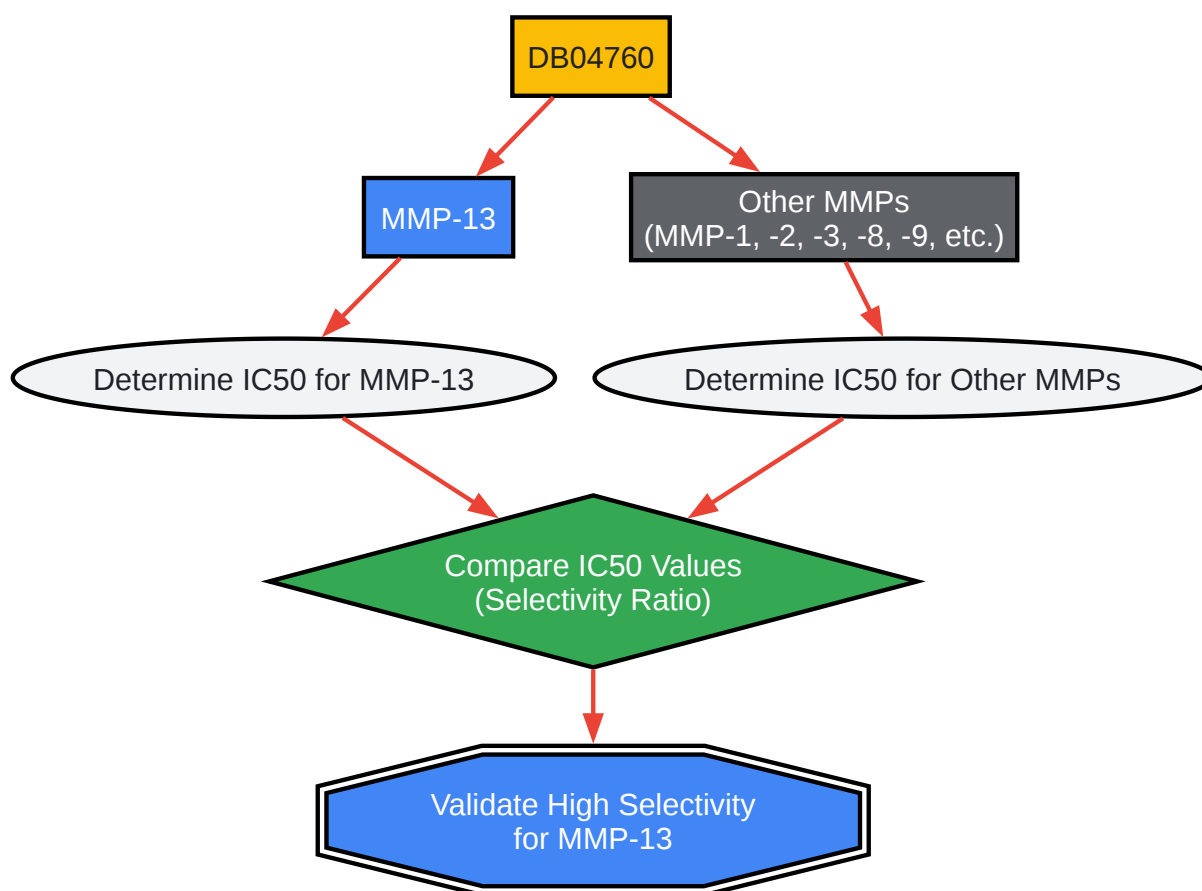 DB04760
MMP-13
Other MMPs
(MMP-1, -2, -3, -8, -9, etc.)
Determine IC50 for MMP-13
Determine IC50 for Other MMPs
Compare IC50 Values
(Selectivity Ratio)
Validate High Selectivity
for MMP-13